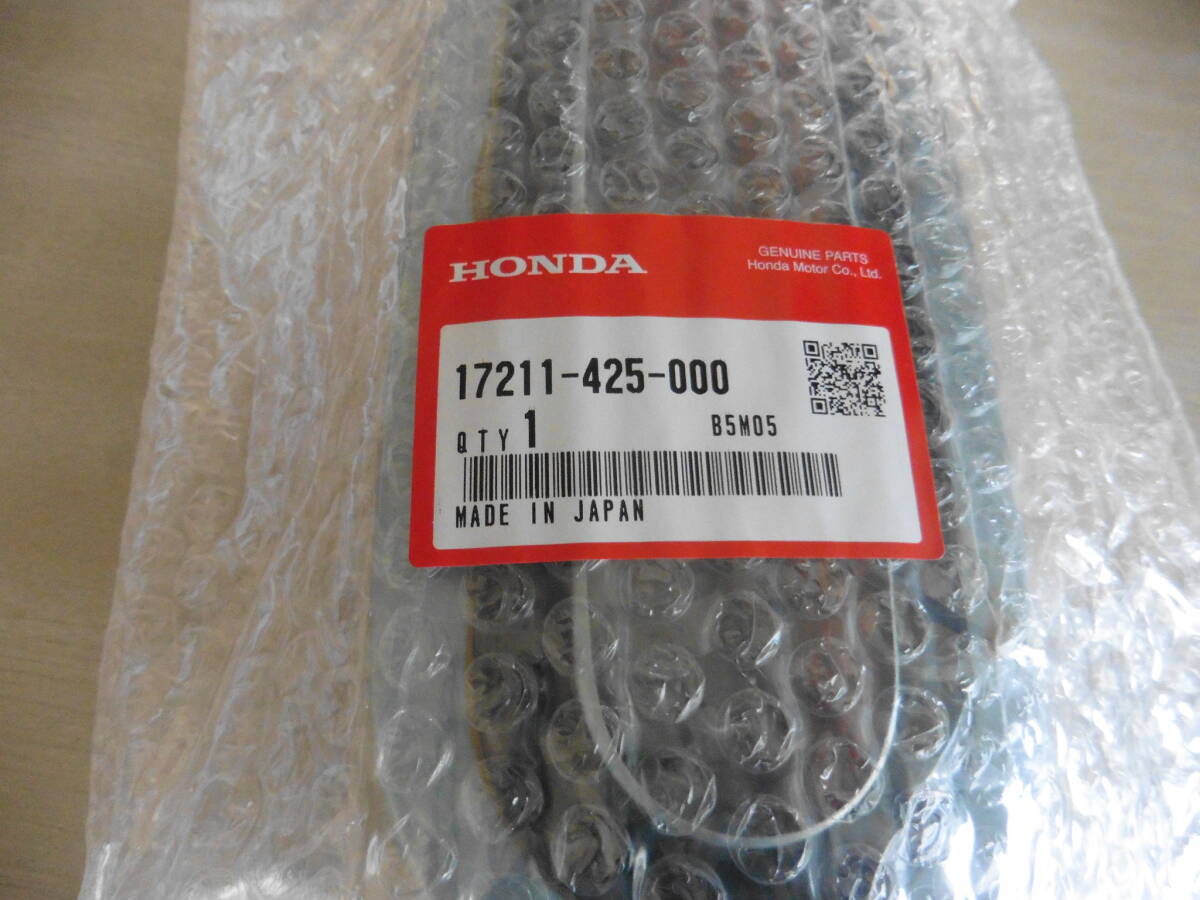 HONDA
GENUINE PARTS
Honda Motor Co., Ltd.
17211-425-000
QTY 1 B5M05
MADE IN JAPAN